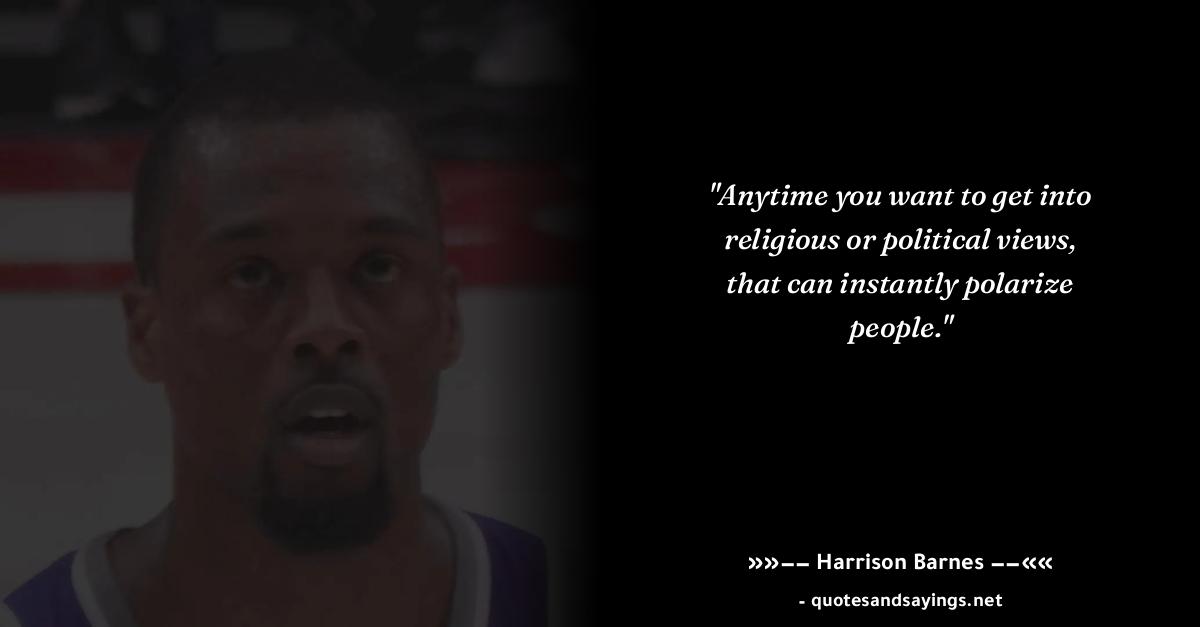 "Anytime you want to get into
religious or political views,
that can instantly polarize
people."
»»−− Harrison Barnes −−««
- quotesandsayings.net